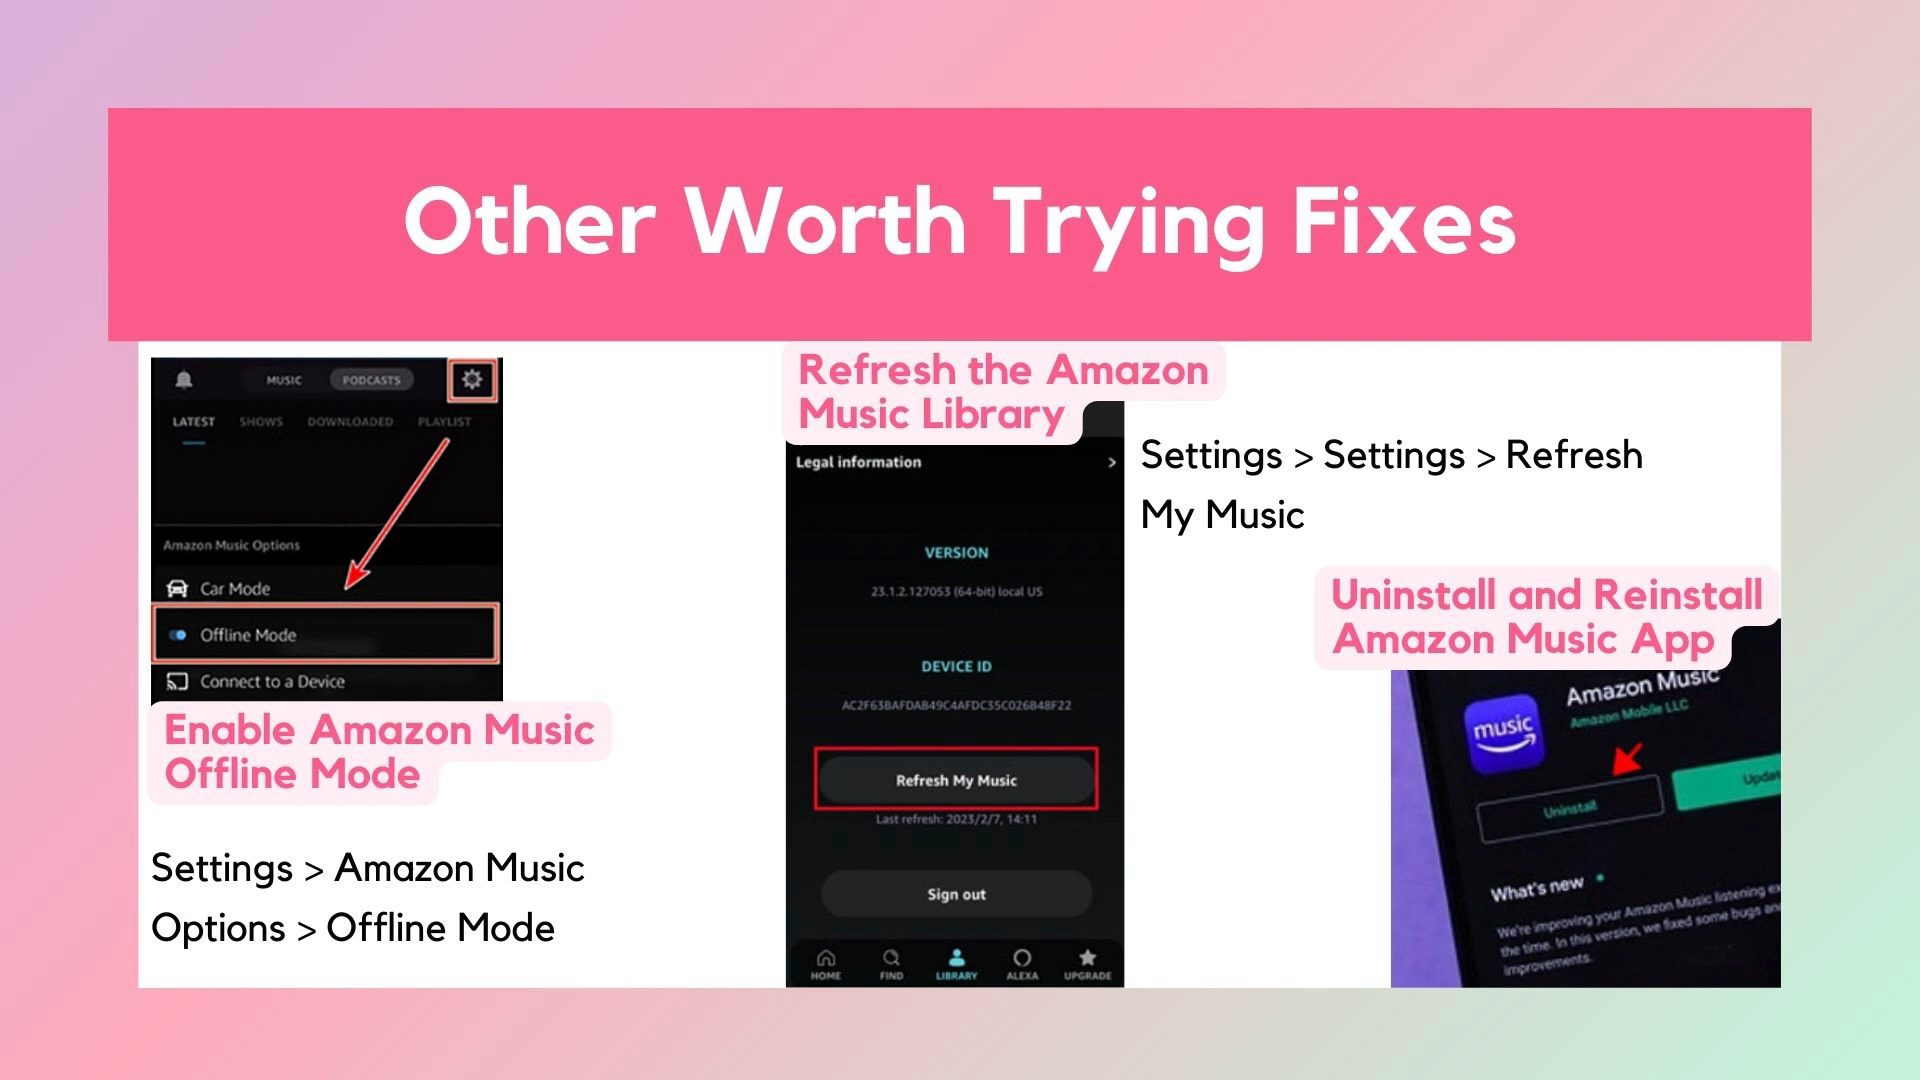 Other Worth Trying Fixes
MUSIC PODCASTS
LATEST SHOWS DOWNLOADED PLAYLIST
Amazon Music Options
Car Mode
Offline Mode
Connect to a Device
Enable Amazon Music
Offline Mode
Settings > Amazon Music
Options > Offline Mode
Refresh the Amazon
Music Library
Legal information >
VERSION
23.1.2.127053 (64-bit) local US
DEVICE ID
AC2F63BAFDAB49C4AFDC35C026B48F22
Refresh My Music
Last refresh: 2023/2/7, 14:11
Sign out
HOME FIND LIBRARY ALEXA UPGRADE
Settings > Settings > Refresh
My Music
Uninstall and Reinstall
Amazon Music App
Amazon Music
Amazon Mobile LLC
music
Uninstall
What's new
We're improving your Amazon Music listening
the time. In this version, we fixed some bugs
improvements.